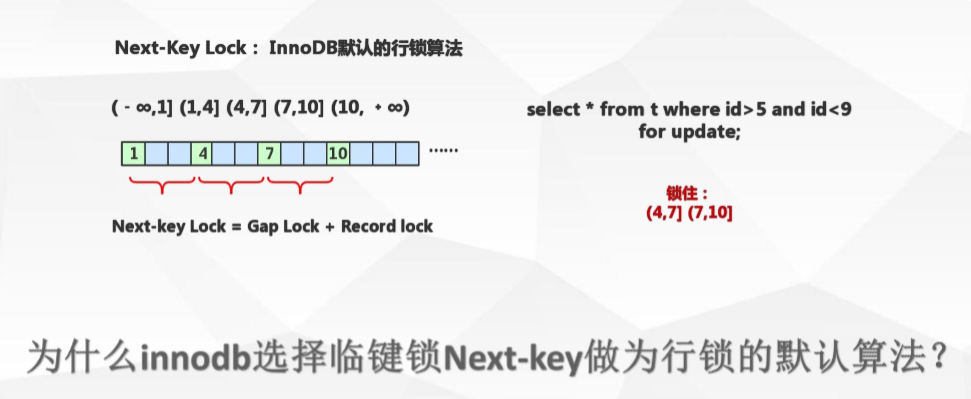 Next-Key Lock： InnoDB默认的行锁算法
(－∞,1] (1,4] (4,7] (7,10] (10, +∞)
select * from t where id>5 and id<9
for update;
1 4 7 10 ……
锁住：
(4,7] (7,10]
Next-key Lock = Gap Lock + Record lock
为什么innodb选择临键锁Next-key做为行锁的默认算法？